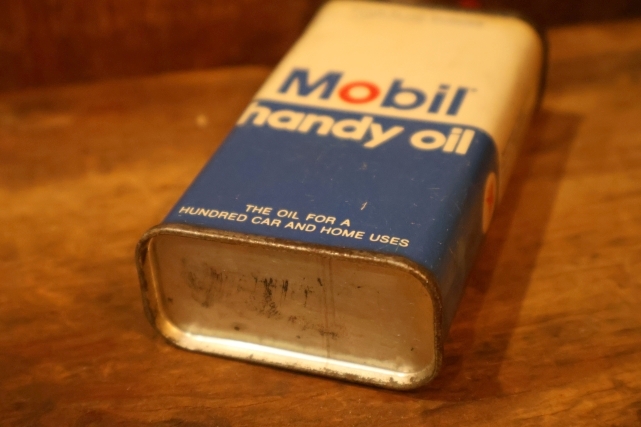 Mobil
handy oil
THE OIL FOR A
HUNDRED CAR AND HOME USES